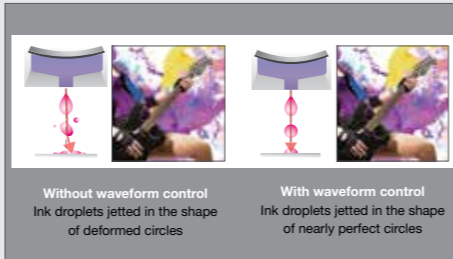 Without waveform control
Ink droplets jetted in the shape
of deformed circles
With waveform control
Ink droplets jetted in the shape
of nearly perfect circles